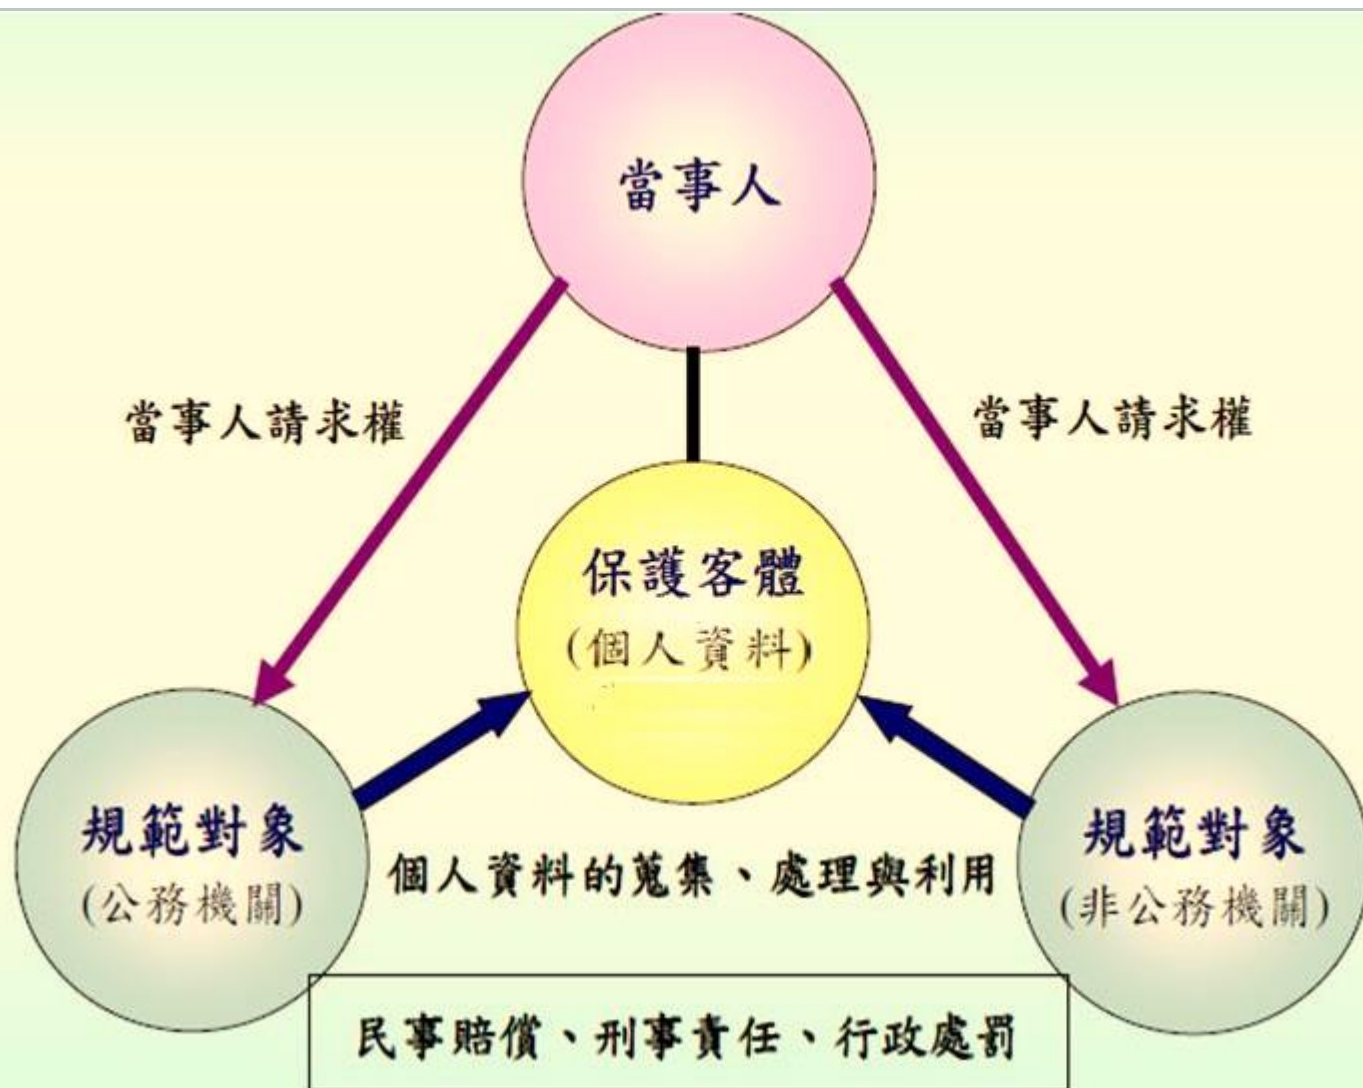 當事人
當事人請求權
當事人請求權
保護客體
(個人資料)
規範對象
(公務機關)
個人資料的蒐集、處理與利用
規範對象
(非公務機關)
民事賠償、刑事責任、行政處罰